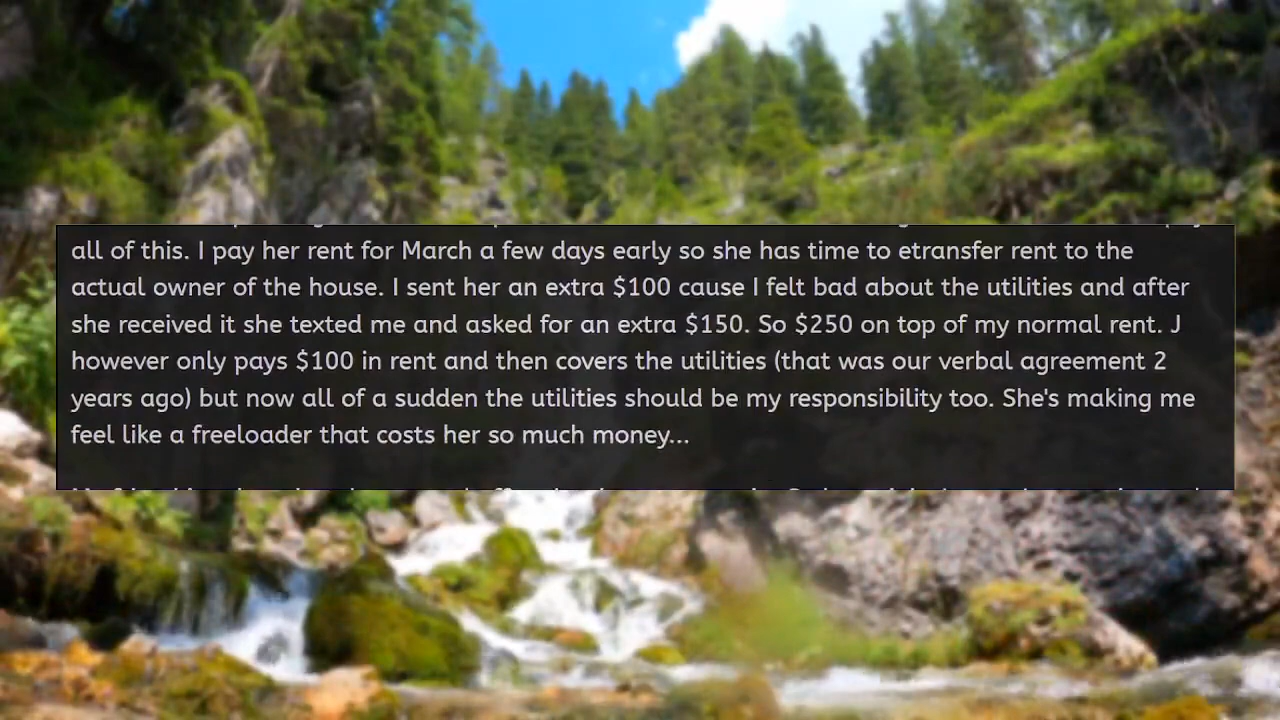 all of this. I pay her rent for March a few days early so she has time to etransfer rent to the
actual owner of the house. I sent her an extra $100 cause I felt bad about the utilities and after
she received it she texted me and asked for an extra $150. So $250 on top of my normal rent. J
however only pays $100 in rent and then covers the utilities (that was our verbal agreement 2
years ago) but now all of a sudden the utilities should be my responsibility too. She's making me
feel like a freeloader that costs her so much money...